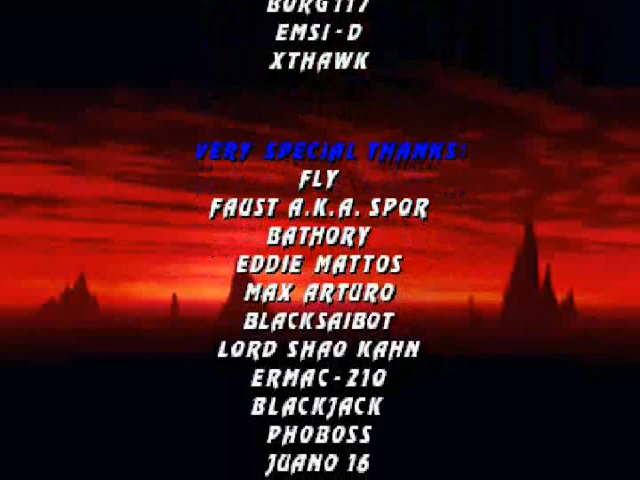 BORG117
EMSI-D
XTHAWK
VERY SPECIAL THANKS:
FLY
FAUST A.K.A. SPOR
BATHORY
EDDIE MATTOS
MAX ARTURO
BLACKSAIBOT
LORD SHAO KAHN
ERMAC-210
BLACKJACK
PHOBOSS
JUANO 16